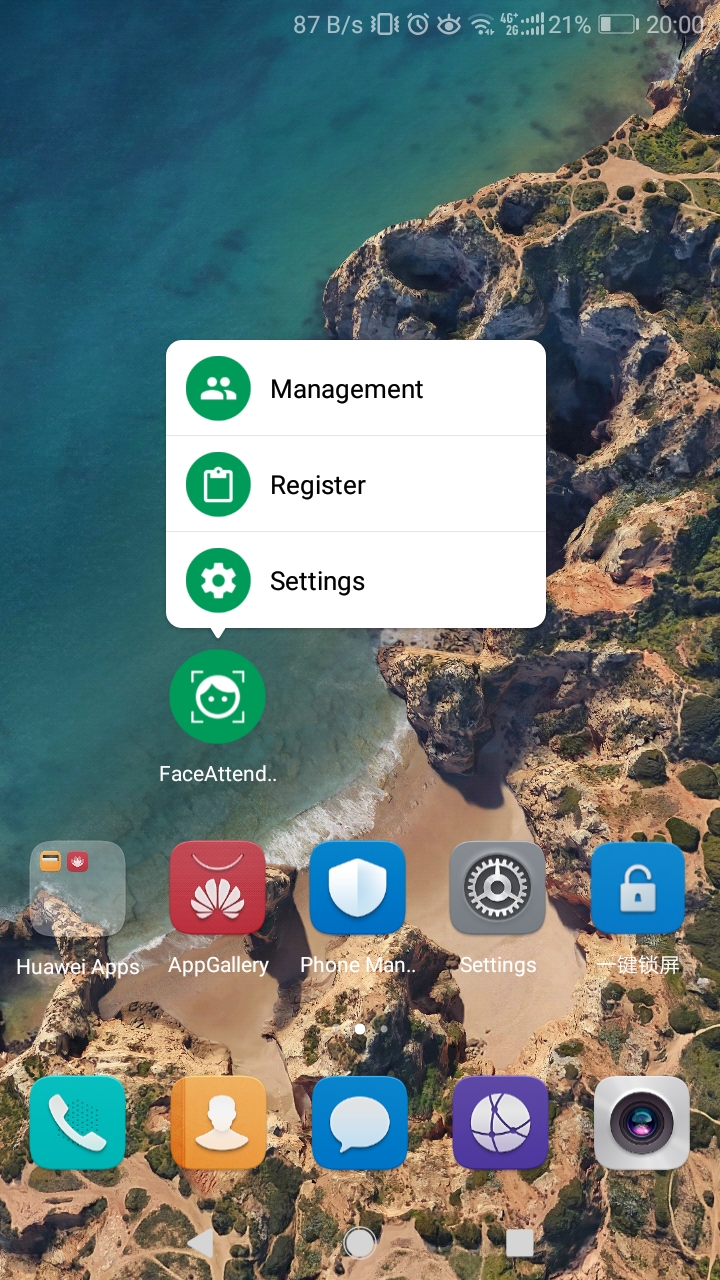 87 B/s 4G+ 2G 21% 20:00
Management
Register
Settings
FaceAttend..
Huawei Apps AppGallery Phone Man.. Settings 一键锁屏